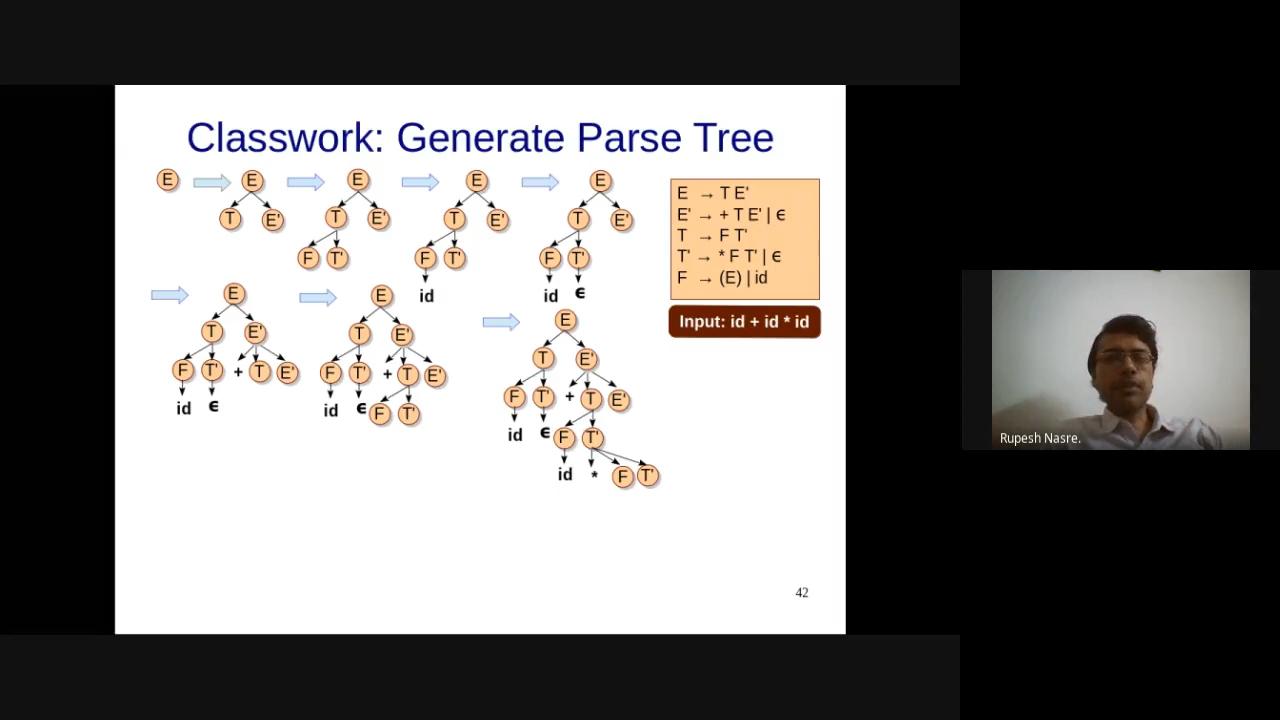 Classwork: Generate Parse Tree
E E E E E
T E' T E' T E' T E'
F T' F T' F T'
id id ϵ
E → T E'
E' → + T E' | ϵ
T → F T'
T' → * F T' | ϵ
F → (E) | id
Input: id + id * id
E E E
T E' T E' T E'
F T' + T E' F T' + T E' F T' + T E'
id ϵ id ϵ F T' id ϵ F T'
id * F T'
42
Rupesh Nasre.